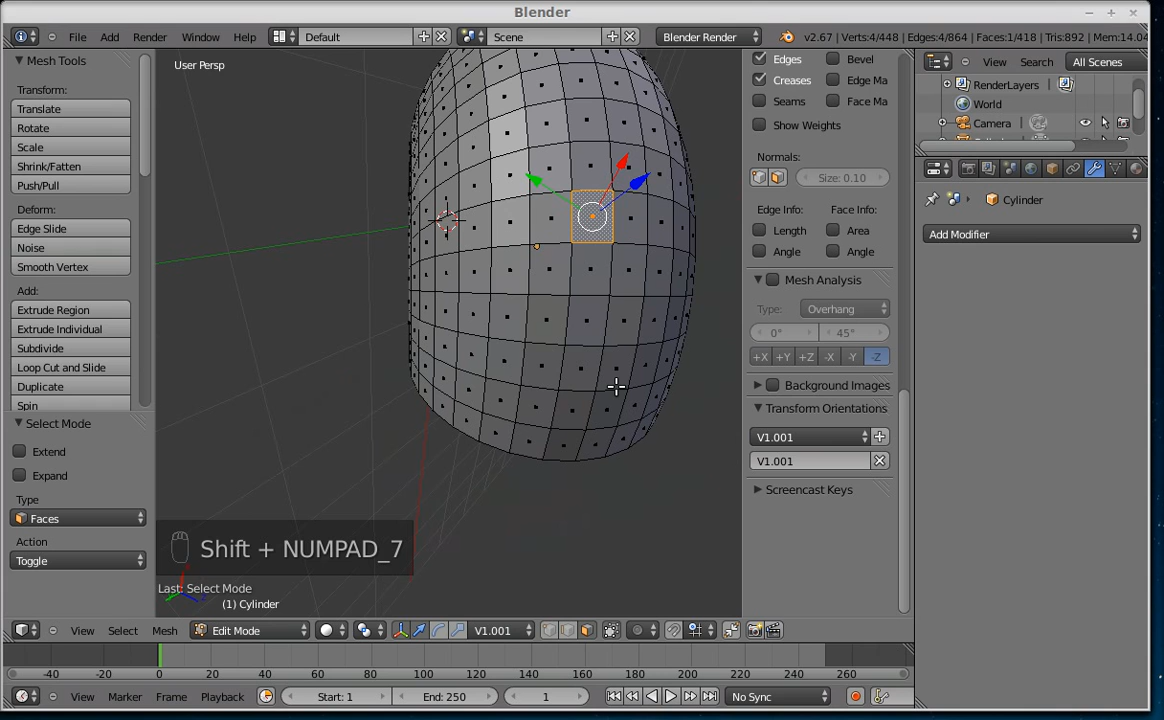 Blender
File Add Render Window Help Default Scene Blender Render v2.67 | Verts:4/448 | Edges:4/864 | Faces:1/418 | Tris:892 | Mem:14.04
Mesh Tools
Transform:
Translate
Rotate
Scale
Shrink/Fatten
Push/Pull
Deform:
Edge Slide
Noise
Smooth Vertex
Add:
Extrude Region
Extrude Individual
Subdivide
Loop Cut and Slide
Duplicate
Spin
Select Mode
Extend
Expand
Type
Faces
Action
Toggle
User Persp
Shift + NUMPAD_7
Last: Select Mode
(1) Cylinder
Edges Bevel
Creases Edge Ma
Seams Face Ma
Show Weights
Normals:
Size: 0.10
Edge Info: Face Info:
Length Area
Angle Angle
Mesh Analysis
Type: Overhang
0° 45°
+X +Y +Z -X -Y -Z
Background Images
Transform Orientations
V1.001
V1.001
Screencast Keys
View Search All Scenes
RenderLayers
World
Camera
Cylinder
Add Modifier
View Select Mesh Edit Mode V1.001
-40 -20 0 20 40 60 80 100 120 140 160 180 200 220 240 260
View Marker Frame Playback Start: 1 End: 250 1 No Sync